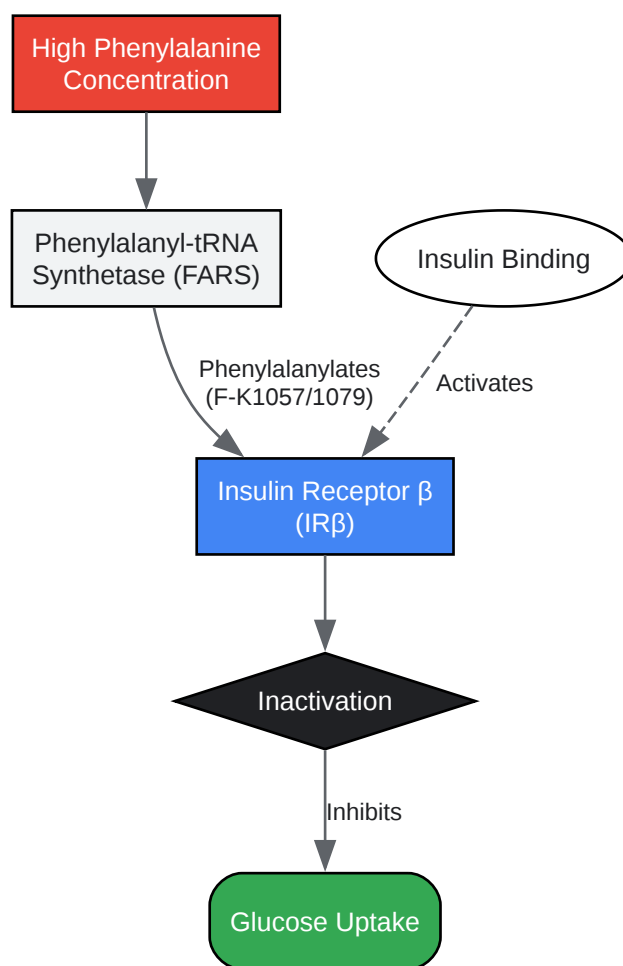 High Phenylalanine
Concentration
Phenylalanyl-tRNA
Synthetase (FARS)
Insulin Binding
Phenylalanylates
(F-K1057/1079)
Activates
Insulin Receptor β
(IRβ)
Inactivation
Inhibits
Glucose Uptake